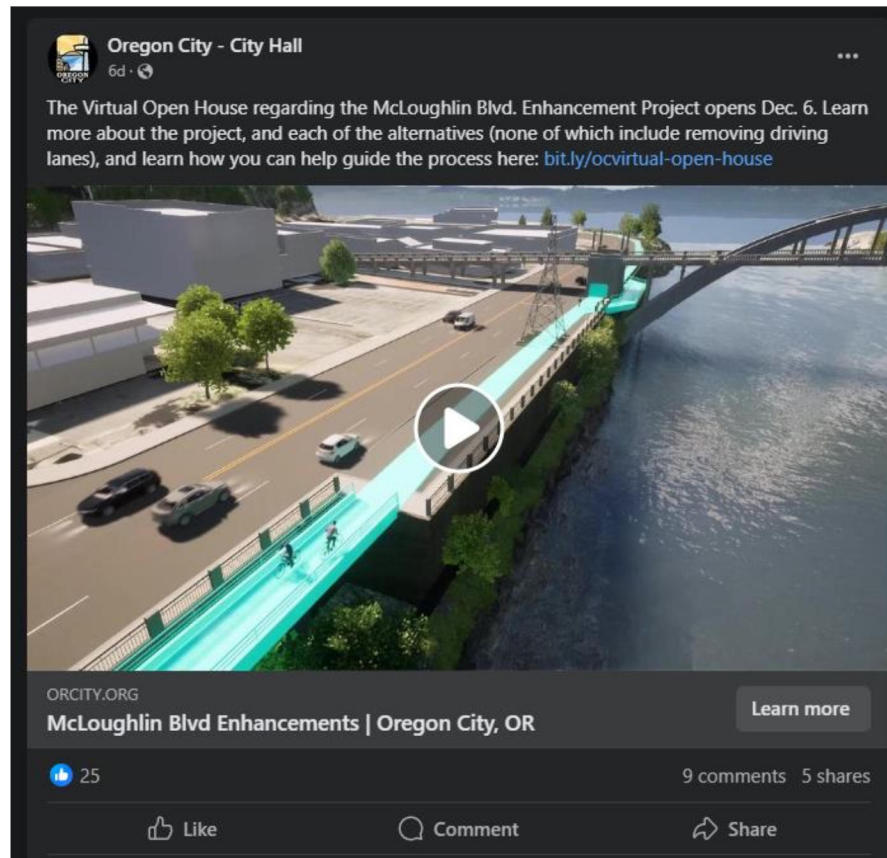 Oregon City - City Hall
6d ·
The Virtual Open House regarding the McLoughlin Blvd. Enhancement Project opens Dec. 6. Learn
more about the project, and each of the alternatives (none of which include removing driving
lanes), and learn how you can help guide the process here: bit.ly/ocvirtual-open-house
ORCITY.ORG
McLoughlin Blvd Enhancements | Oregon City, OR
Learn more
25
9 comments 5 shares
Like
Comment
Share
OREGON
CITY